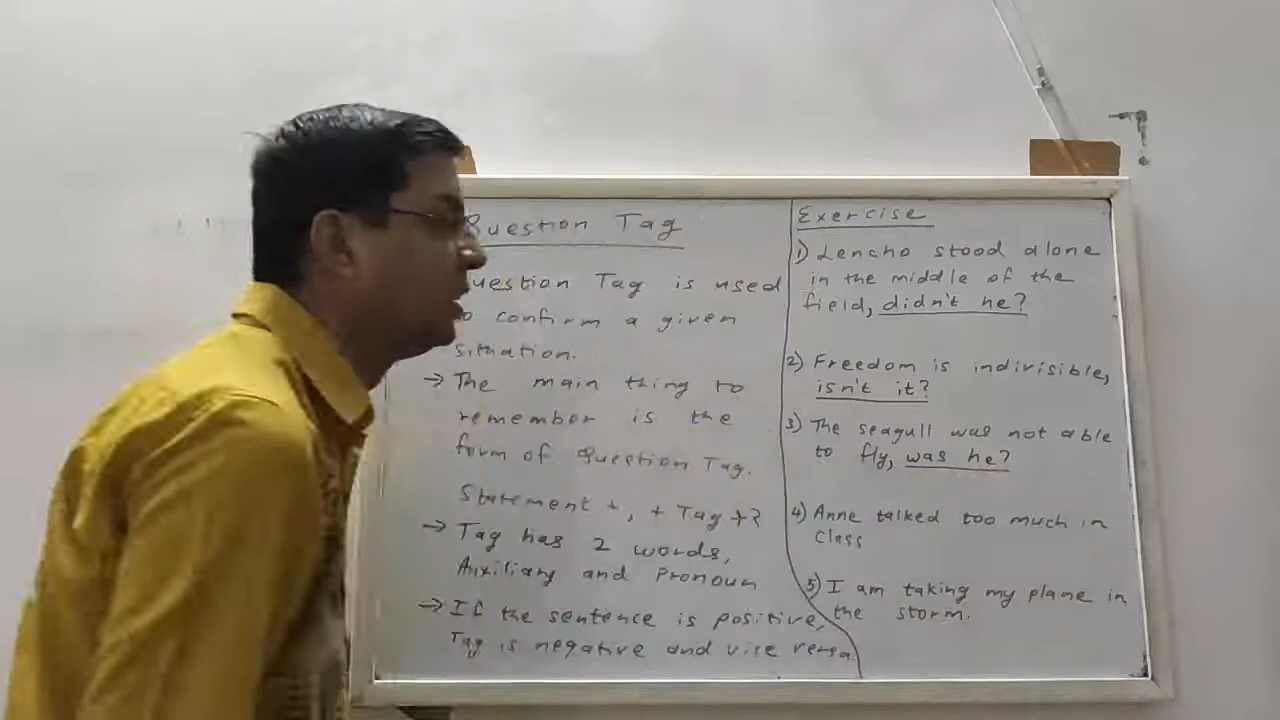 Question Tag
Question Tag is used
to confirm a given
situation.
→ The main thing to
remember is the
form of Question Tag.
Statement + , + Tag + ?
→ Tag has 2 words,
Auxiliary and Pronoun
→ If the sentence is positive,
Tag is negative and vise versa
Exercise
1) Lencho stood alone
in the middle of the
field, didn't he?
2) Freedom is indivisible,
isn't it?
3) The seagull was not able
to fly, was he?
4) Anne talked too much in
class
5) I am taking my plane in
the storm.